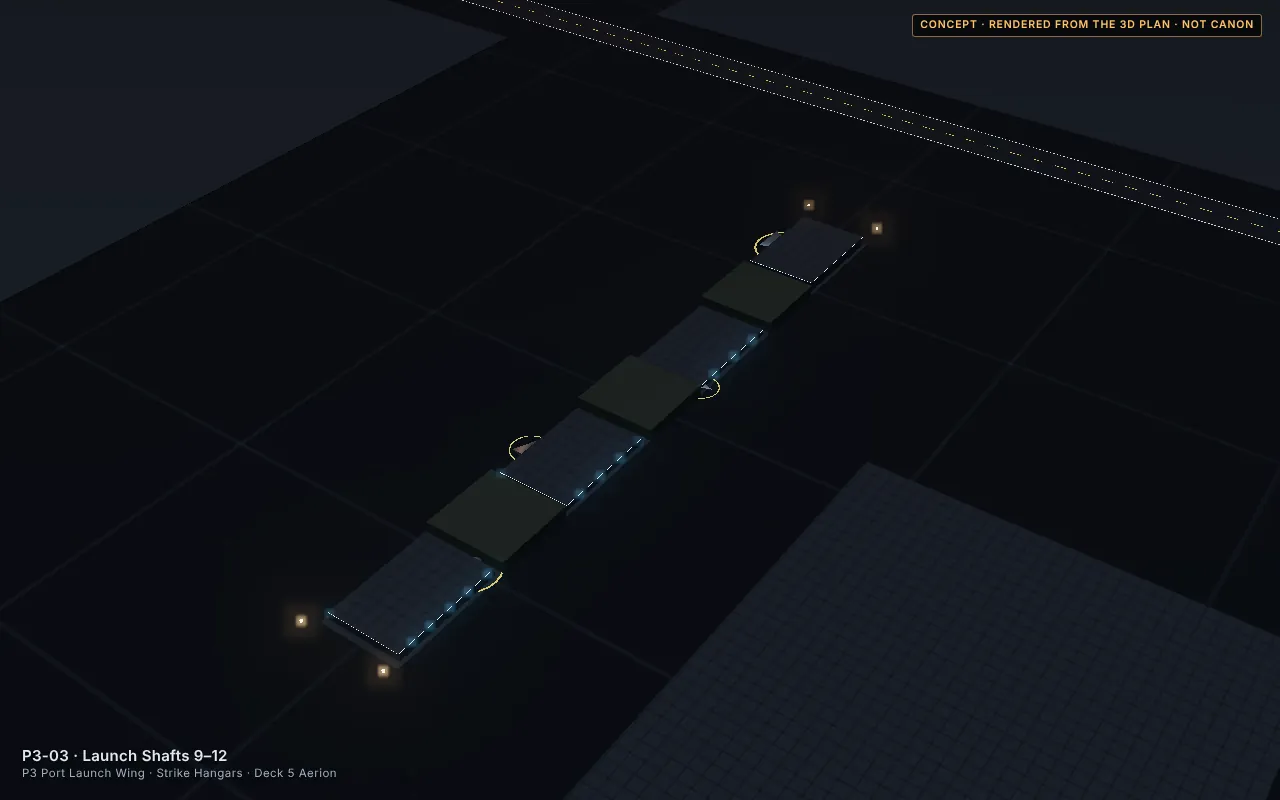 CONCEPT · RENDERED FROM THE 3D PLAN · NOT CANON
P3-03 · Launch Shafts 9–12
P3 Port Launch Wing · Strike Hangars · Deck 5 Aerion